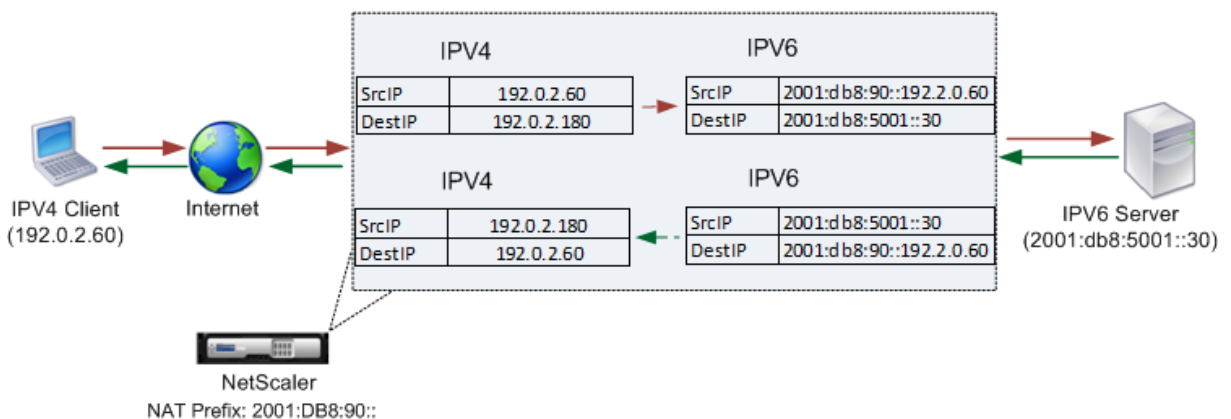 IPV4 IPV6
SrcIP 192.0.2.60 SrcIP 2001:db8:90::192.2.0.60
DestIP 192.0.2.180 DestIP 2001:db8:5001::30
IPV4 IPV6
SrcIP 192.0.2.180 SrcIP 2001:db8:5001::30
DestIP 192.0.2.60 DestIP 2001:db8:90::192.2.0.60
IPV4 Client
(192.0.2.60)
Internet
IPV6 Server
(2001:db8:5001::30)
NetScaler
NAT Prefix: 2001:DB8:90::